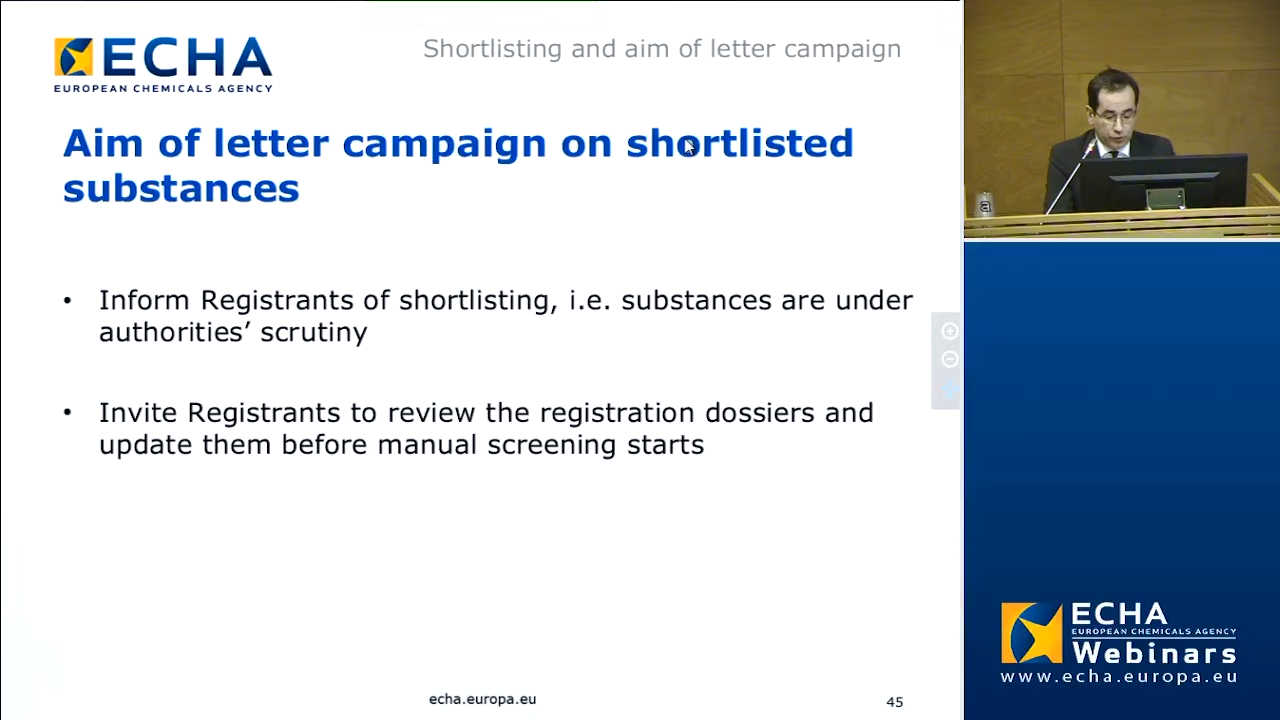 ECHA
EUROPEAN CHEMICALS AGENCY
Shortlisting and aim of letter campaign
Aim of letter campaign on shortlisted
substances
• Inform Registrants of shortlisting, i.e. substances are under
authorities’ scrutiny
• Invite Registrants to review the registration dossiers and
update them before manual screening starts
echa.europa.eu
45
ECHA
EUROPEAN CHEMICALS AGENCY
Webinars
www.echa.europa.eu